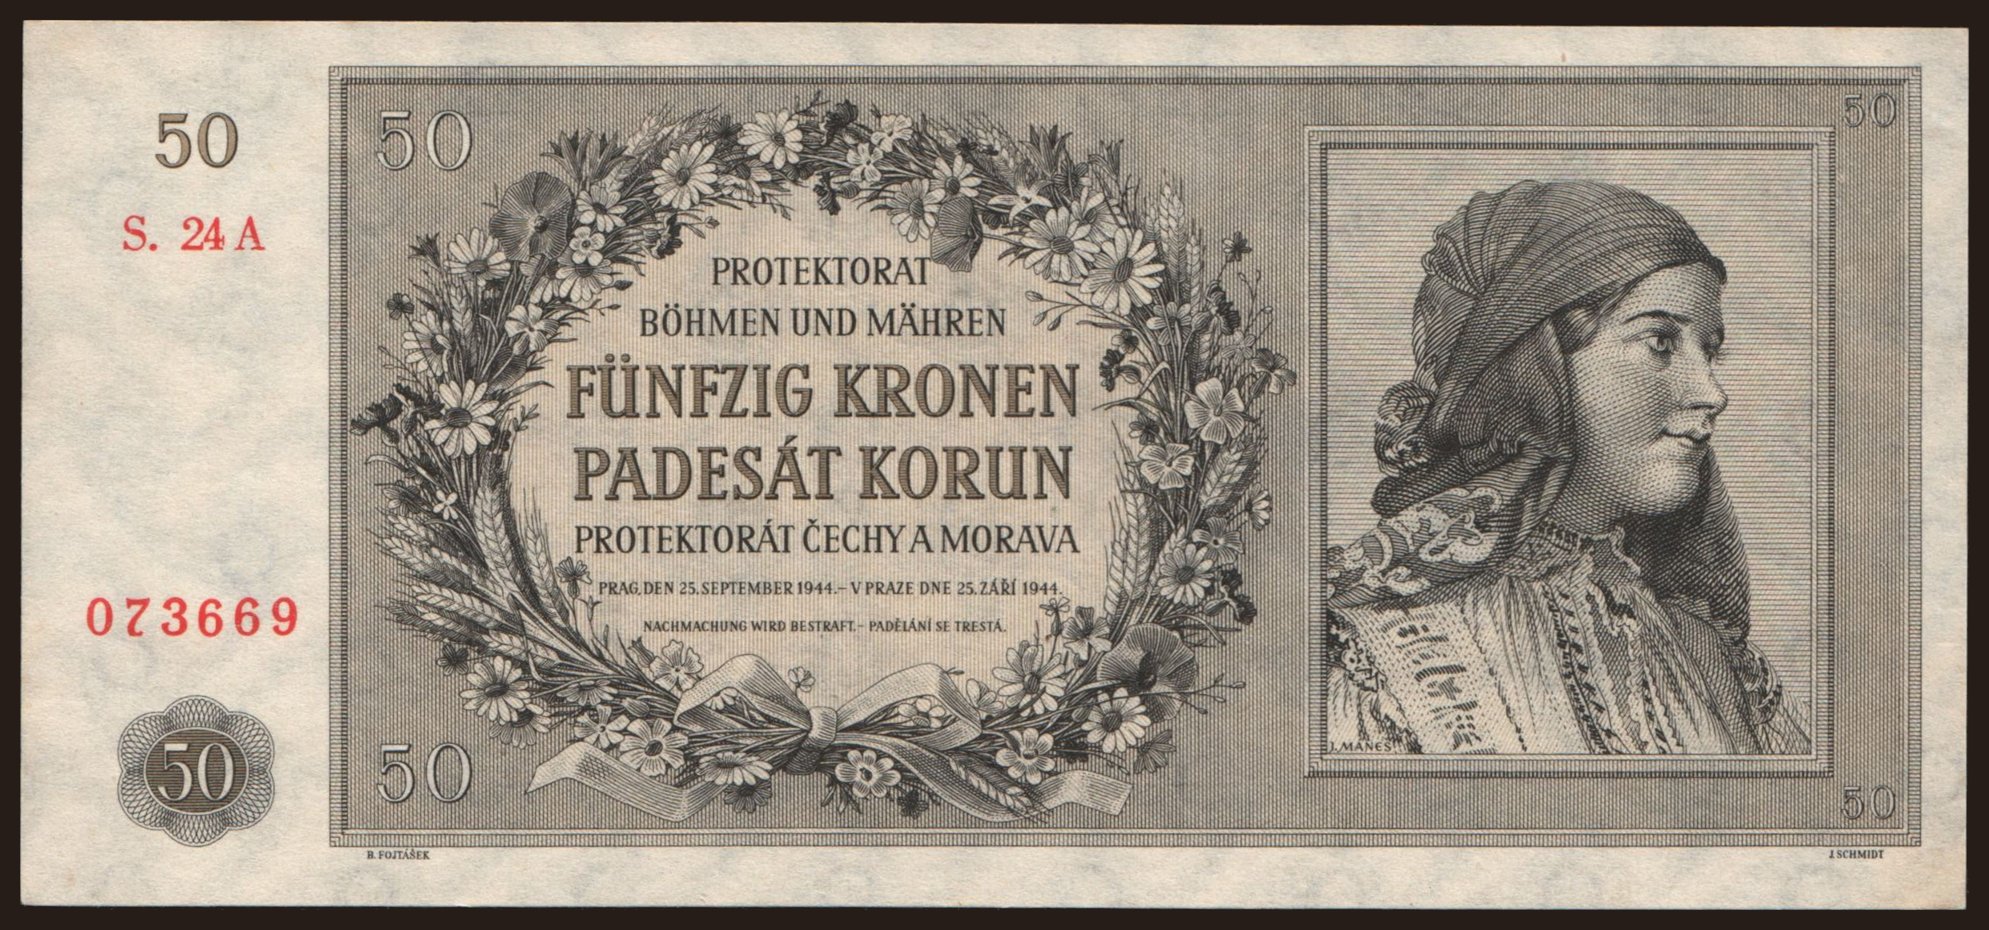 50
S. 24 A
073669
50
50
50
PROTEKTORAT
BÖHMEN UND MÄHREN
FÜNFZIG KRONEN
PADESÁT KORUN
PROTEKTORÁT ČECHY A MORAVA
PRAG, DEN 25. SEPTEMBER 1944. – V PRAZE DNE 25. ZÁŘÍ 1944.
NACHMACHUNG WIRD BESTRAFT. – PADĚLÁNÍ SE TRESTÁ.
50
50
J. MÁNES
B. FOJTÁŠEK
J. SCHMIDT